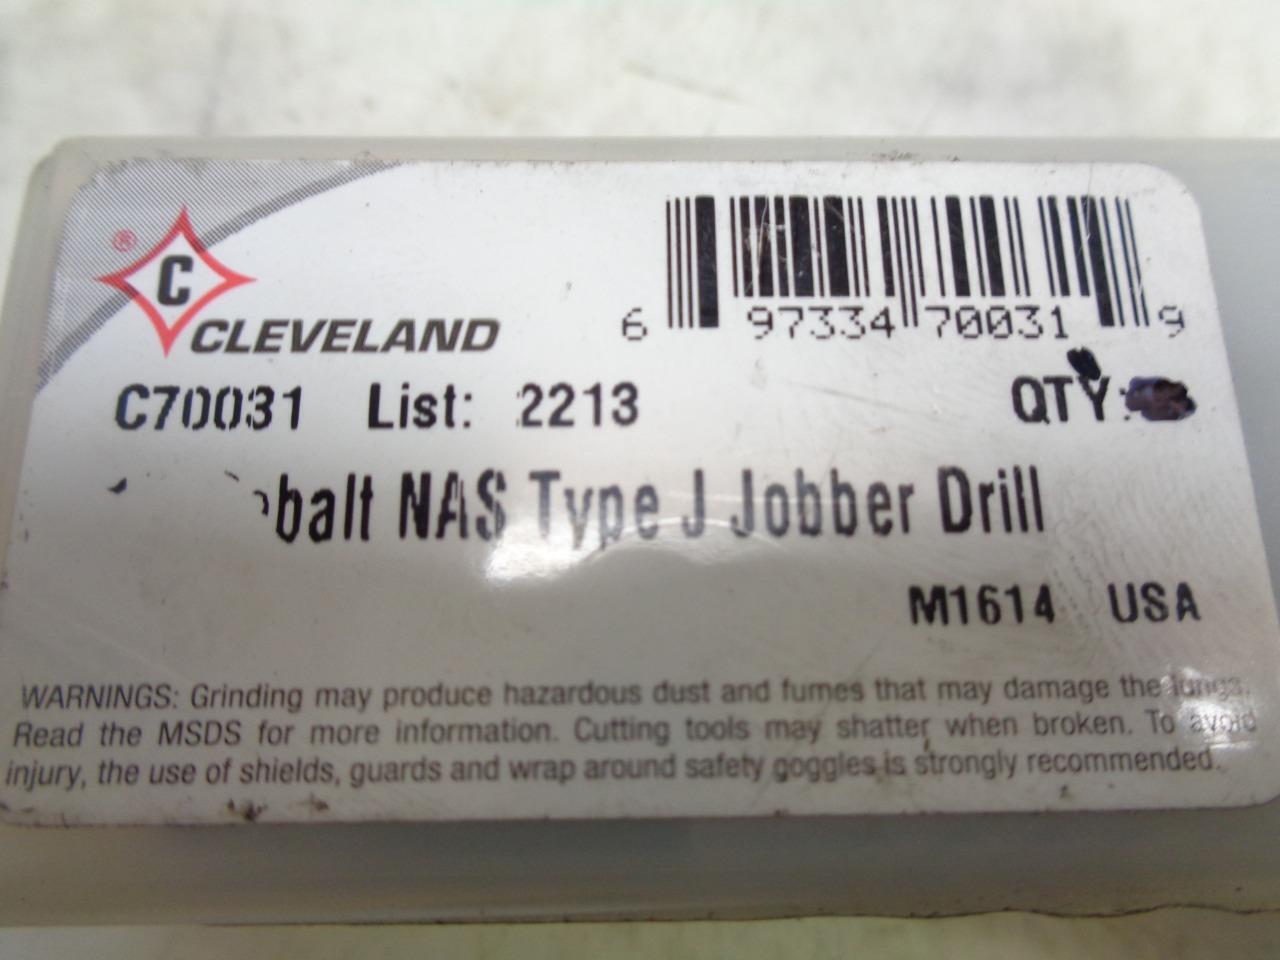 C
®
CLEVELAND
6 97334 70031 9
C70031 List: 2213 QTY:
balt NAS Type J Jobber Drill
M1614 USA
WARNINGS: Grinding may produce hazardous dust and fumes that may damage the lungs.
Read the MSDS for more information. Cutting tools may shatter when broken. To avoid
injury, the use of shields, guards and wrap around safety goggles is strongly recommended.